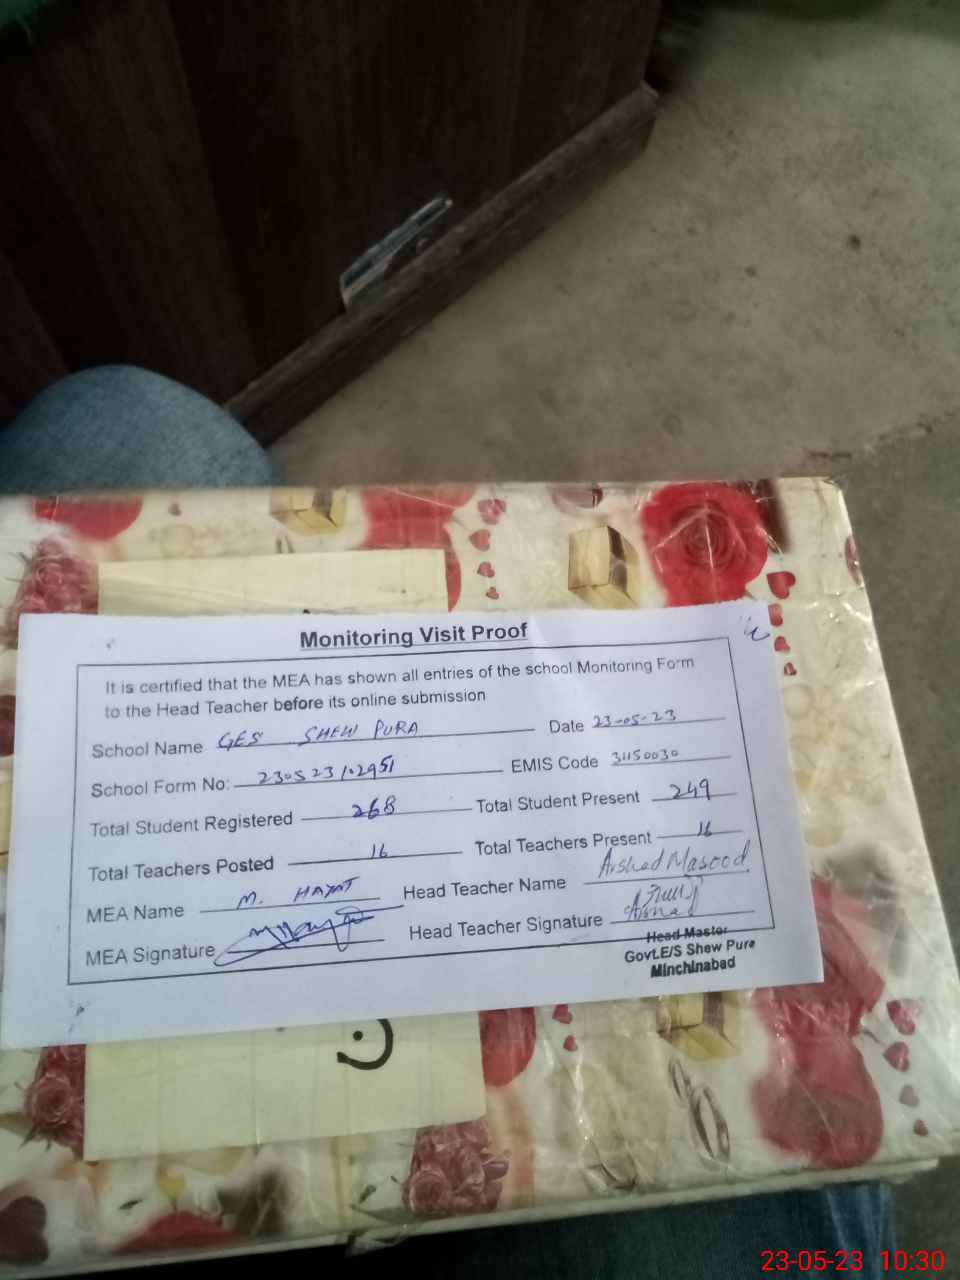 Monitoring Visit Proof
It is certified that the MEA has shown all entries of the school Monitoring Form
to the Head Teacher before its online submission
School Name GES SHEW PURA Date 23-05-23
School Form No: 230523102951 EMIS Code 31150030
Total Student Registered 268 Total Student Present 249
Total Teachers Posted 16 Total Teachers Present 16
MEA Name M. HAYAT Head Teacher Name Arshad Masood
MEA Signature Head Teacher Signature
Head Master
Govt.E/S Shew Pura
Minchinabad
23-05-23 10:30